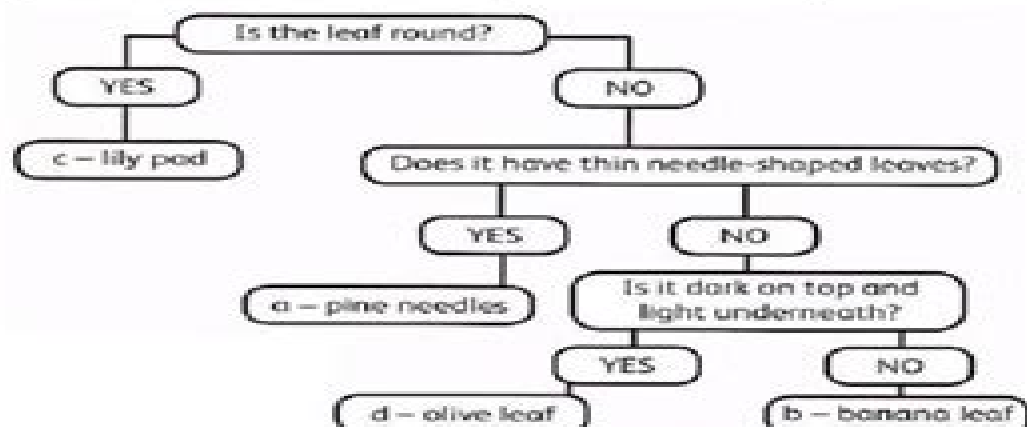 Is the leaf round?
YES
NO
c – lily pad
Does it have thin needle-shaped leaves?
YES
NO
a – pine needles
Is it dark on top and
light underneath?
YES
NO
d – olive leaf
b – banana leaf